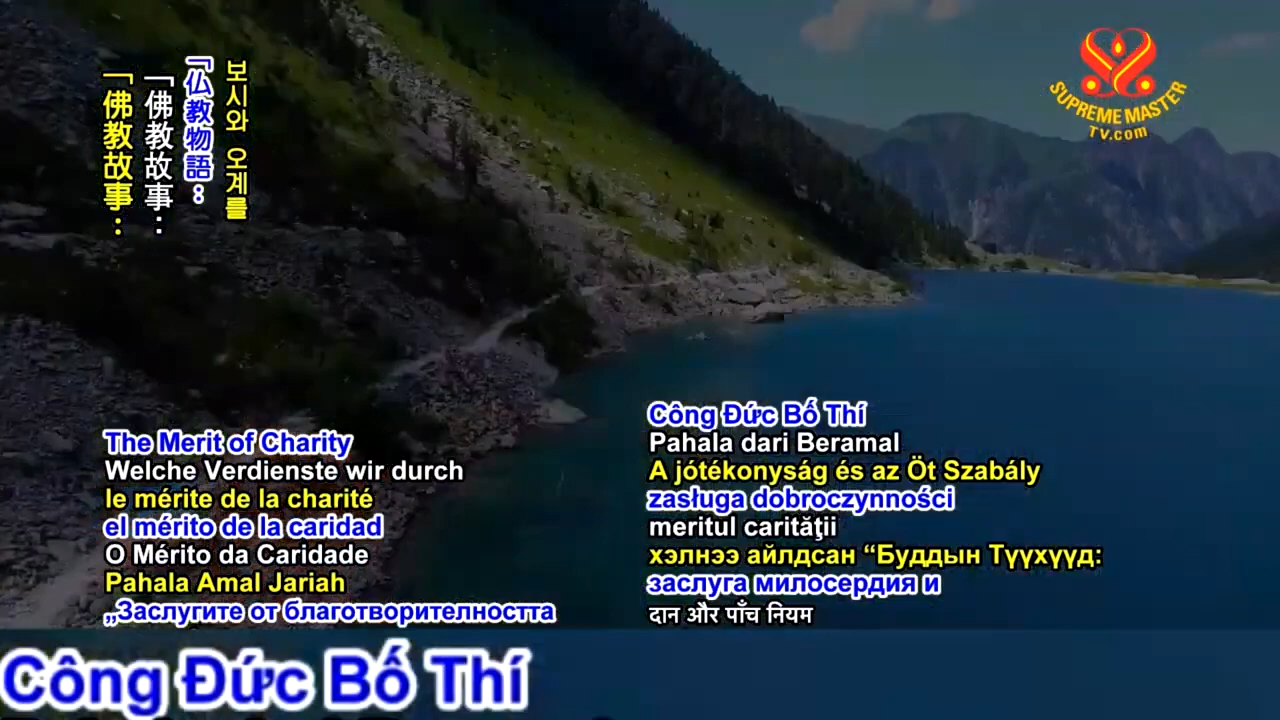 보시와 오계를
「仏教物語：
「佛教故事：
「佛教故事：
SUPREME MASTER
TV.com
The Merit of Charity
Welche Verdienste wir durch
le mérite de la charité
el mérito de la caridad
O Mérito da Caridade
Pahala Amal Jariah
„Заслугите от благотворителността
Công Đức Bố Thí
Pahala dari Beramal
A jótékonyság és az Öt Szabály
zasługa dobroczynności
meritul carităţii
хэлнээ айлдсан “Буддын Түүхүүд:
заслуга милосердия и
दान और पाँच नियम
Công Đức Bố Thí